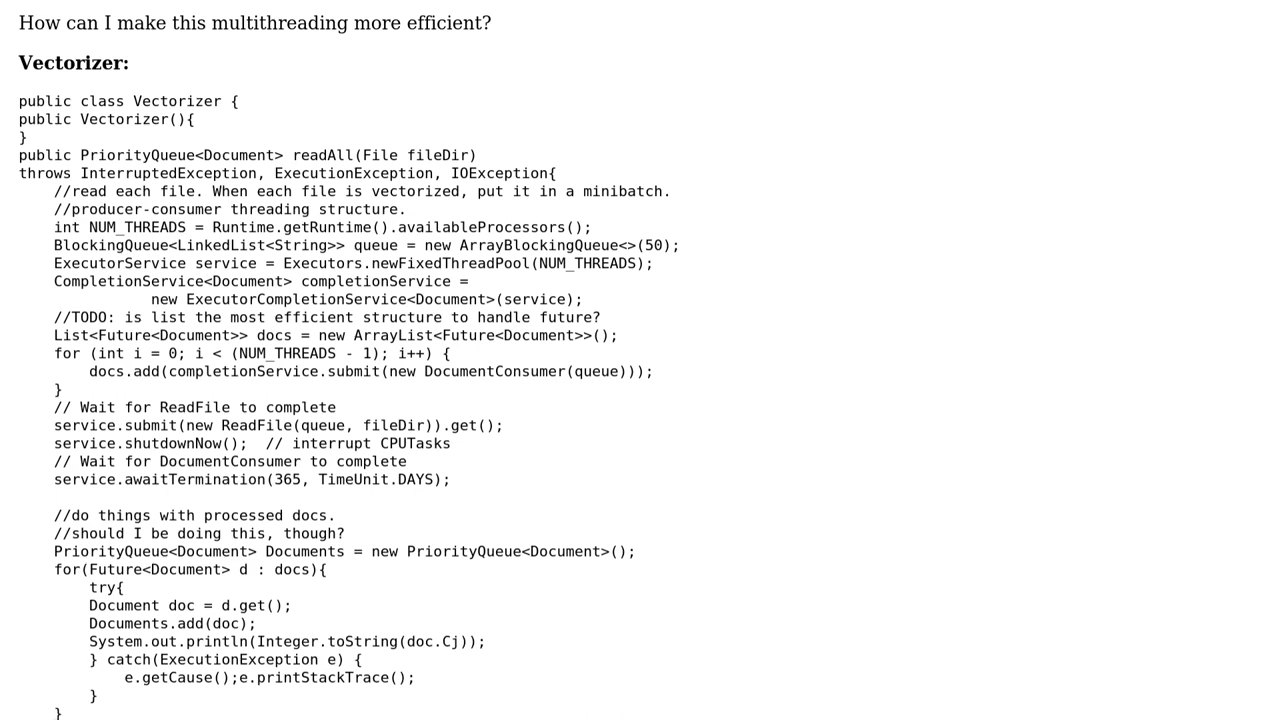 How can I make this multithreading more efficient?
Vectorizer:
public class Vectorizer {
public Vectorizer(){
}
public PriorityQueue<Document> readAll(File fileDir)
throws InterruptedException, ExecutionException, IOException{
    //read each file. When each file is vectorized, put it in a minibatch.
    //producer-consumer threading structure.
    int NUM_THREADS = Runtime.getRuntime().availableProcessors();
    BlockingQueue<LinkedList<String>> queue = new ArrayBlockingQueue<>(50);
    ExecutorService service = Executors.newFixedThreadPool(NUM_THREADS);
    CompletionService<Document> completionService =
               new ExecutorCompletionService<Document>(service);
    //TODO: is list the most efficient structure to handle future?
    List<Future<Document>> docs = new ArrayList<Future<Document>>();
    for (int i = 0; i < (NUM_THREADS - 1); i++) {
        docs.add(completionService.submit(new DocumentConsumer(queue)));
    }
    // Wait for ReadFile to complete
    service.submit(new ReadFile(queue, fileDir)).get();
    service.shutdownNow();  // interrupt CPUTasks
    // Wait for DocumentConsumer to complete
    service.awaitTermination(365, TimeUnit.DAYS);

    //do things with processed docs.
    //should I be doing this, though?
    PriorityQueue<Document> Documents = new PriorityQueue<Document>();
    for(Future<Document> d : docs){
        try{
        Document doc = d.get();
        Documents.add(doc);
        System.out.println(Integer.toString(doc.Cj));
        } catch(ExecutionException e) {
            e.getCause();e.printStackTrace();
        }
    }